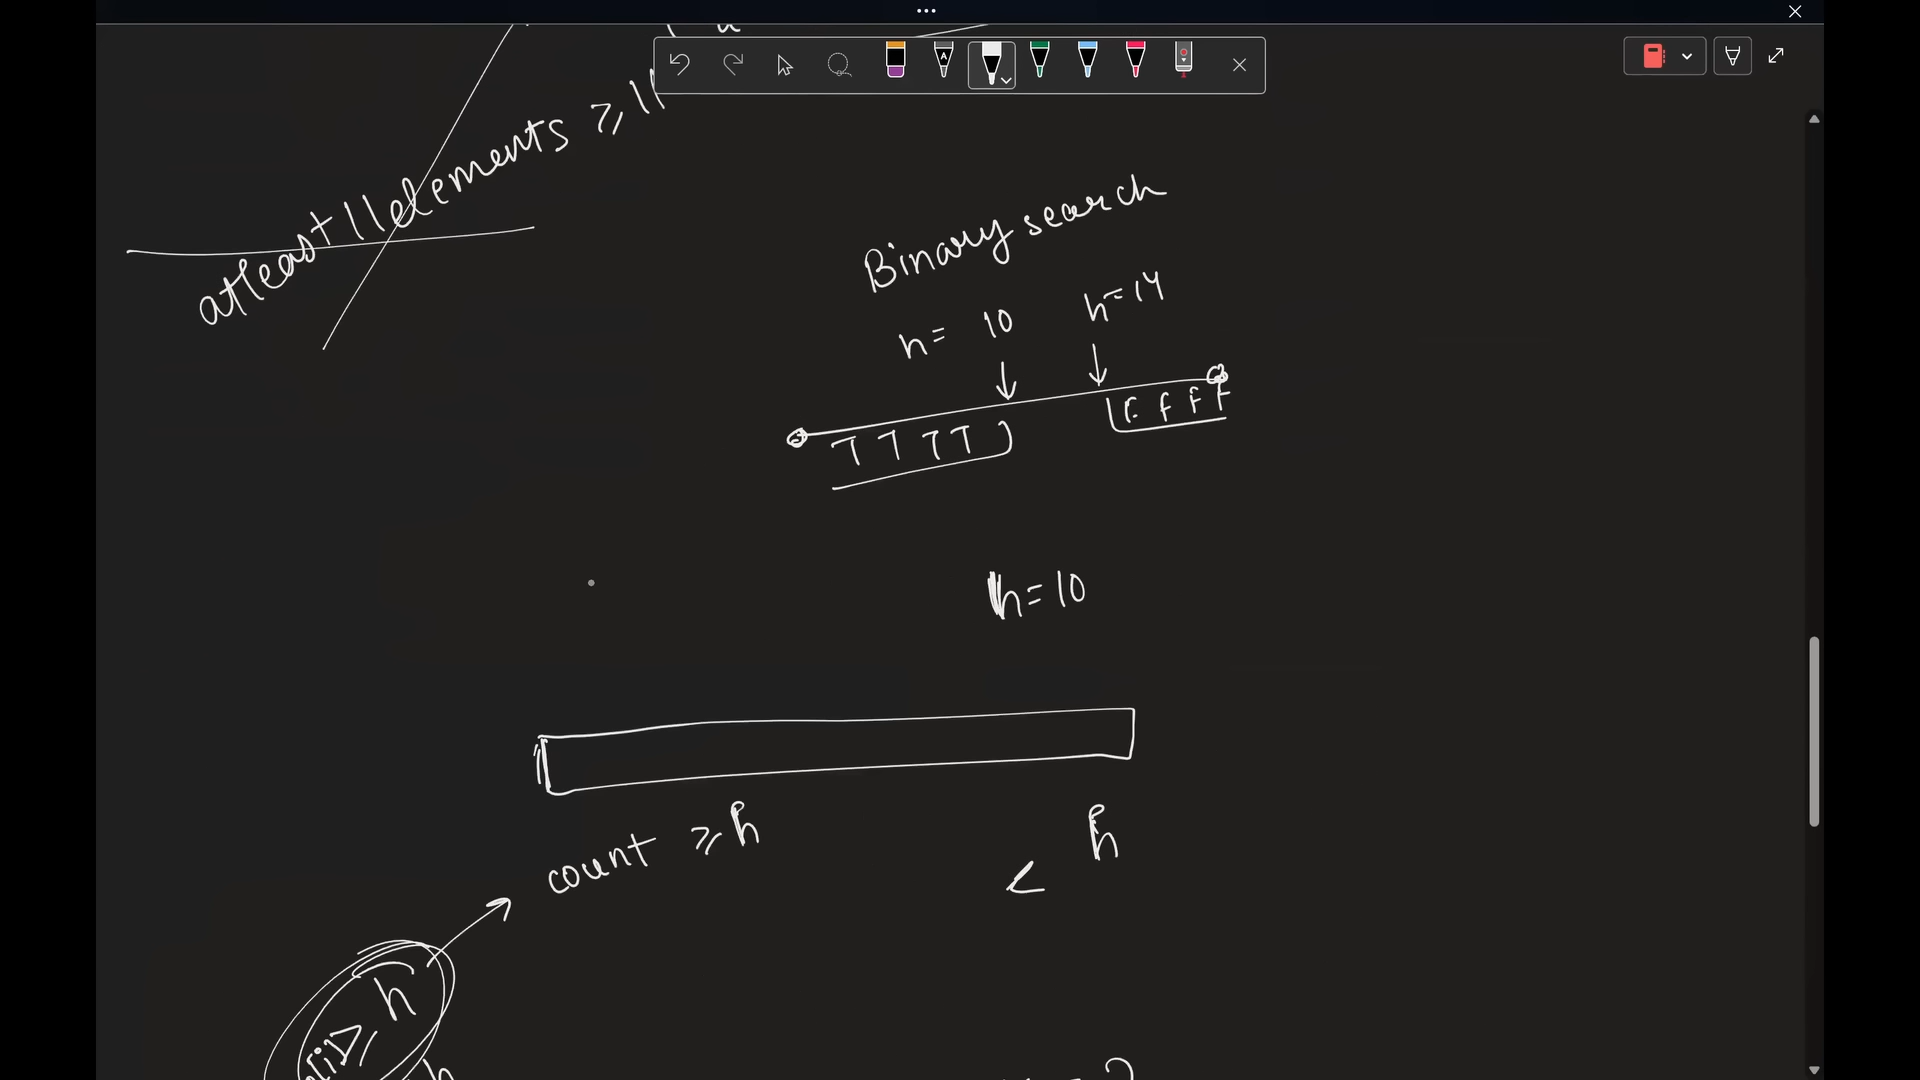 atleast 11 elements ⩾ 11
Binary search
h = 10 h = 14
T T T T F F F F
h = 10
count ⩾ h < h
h